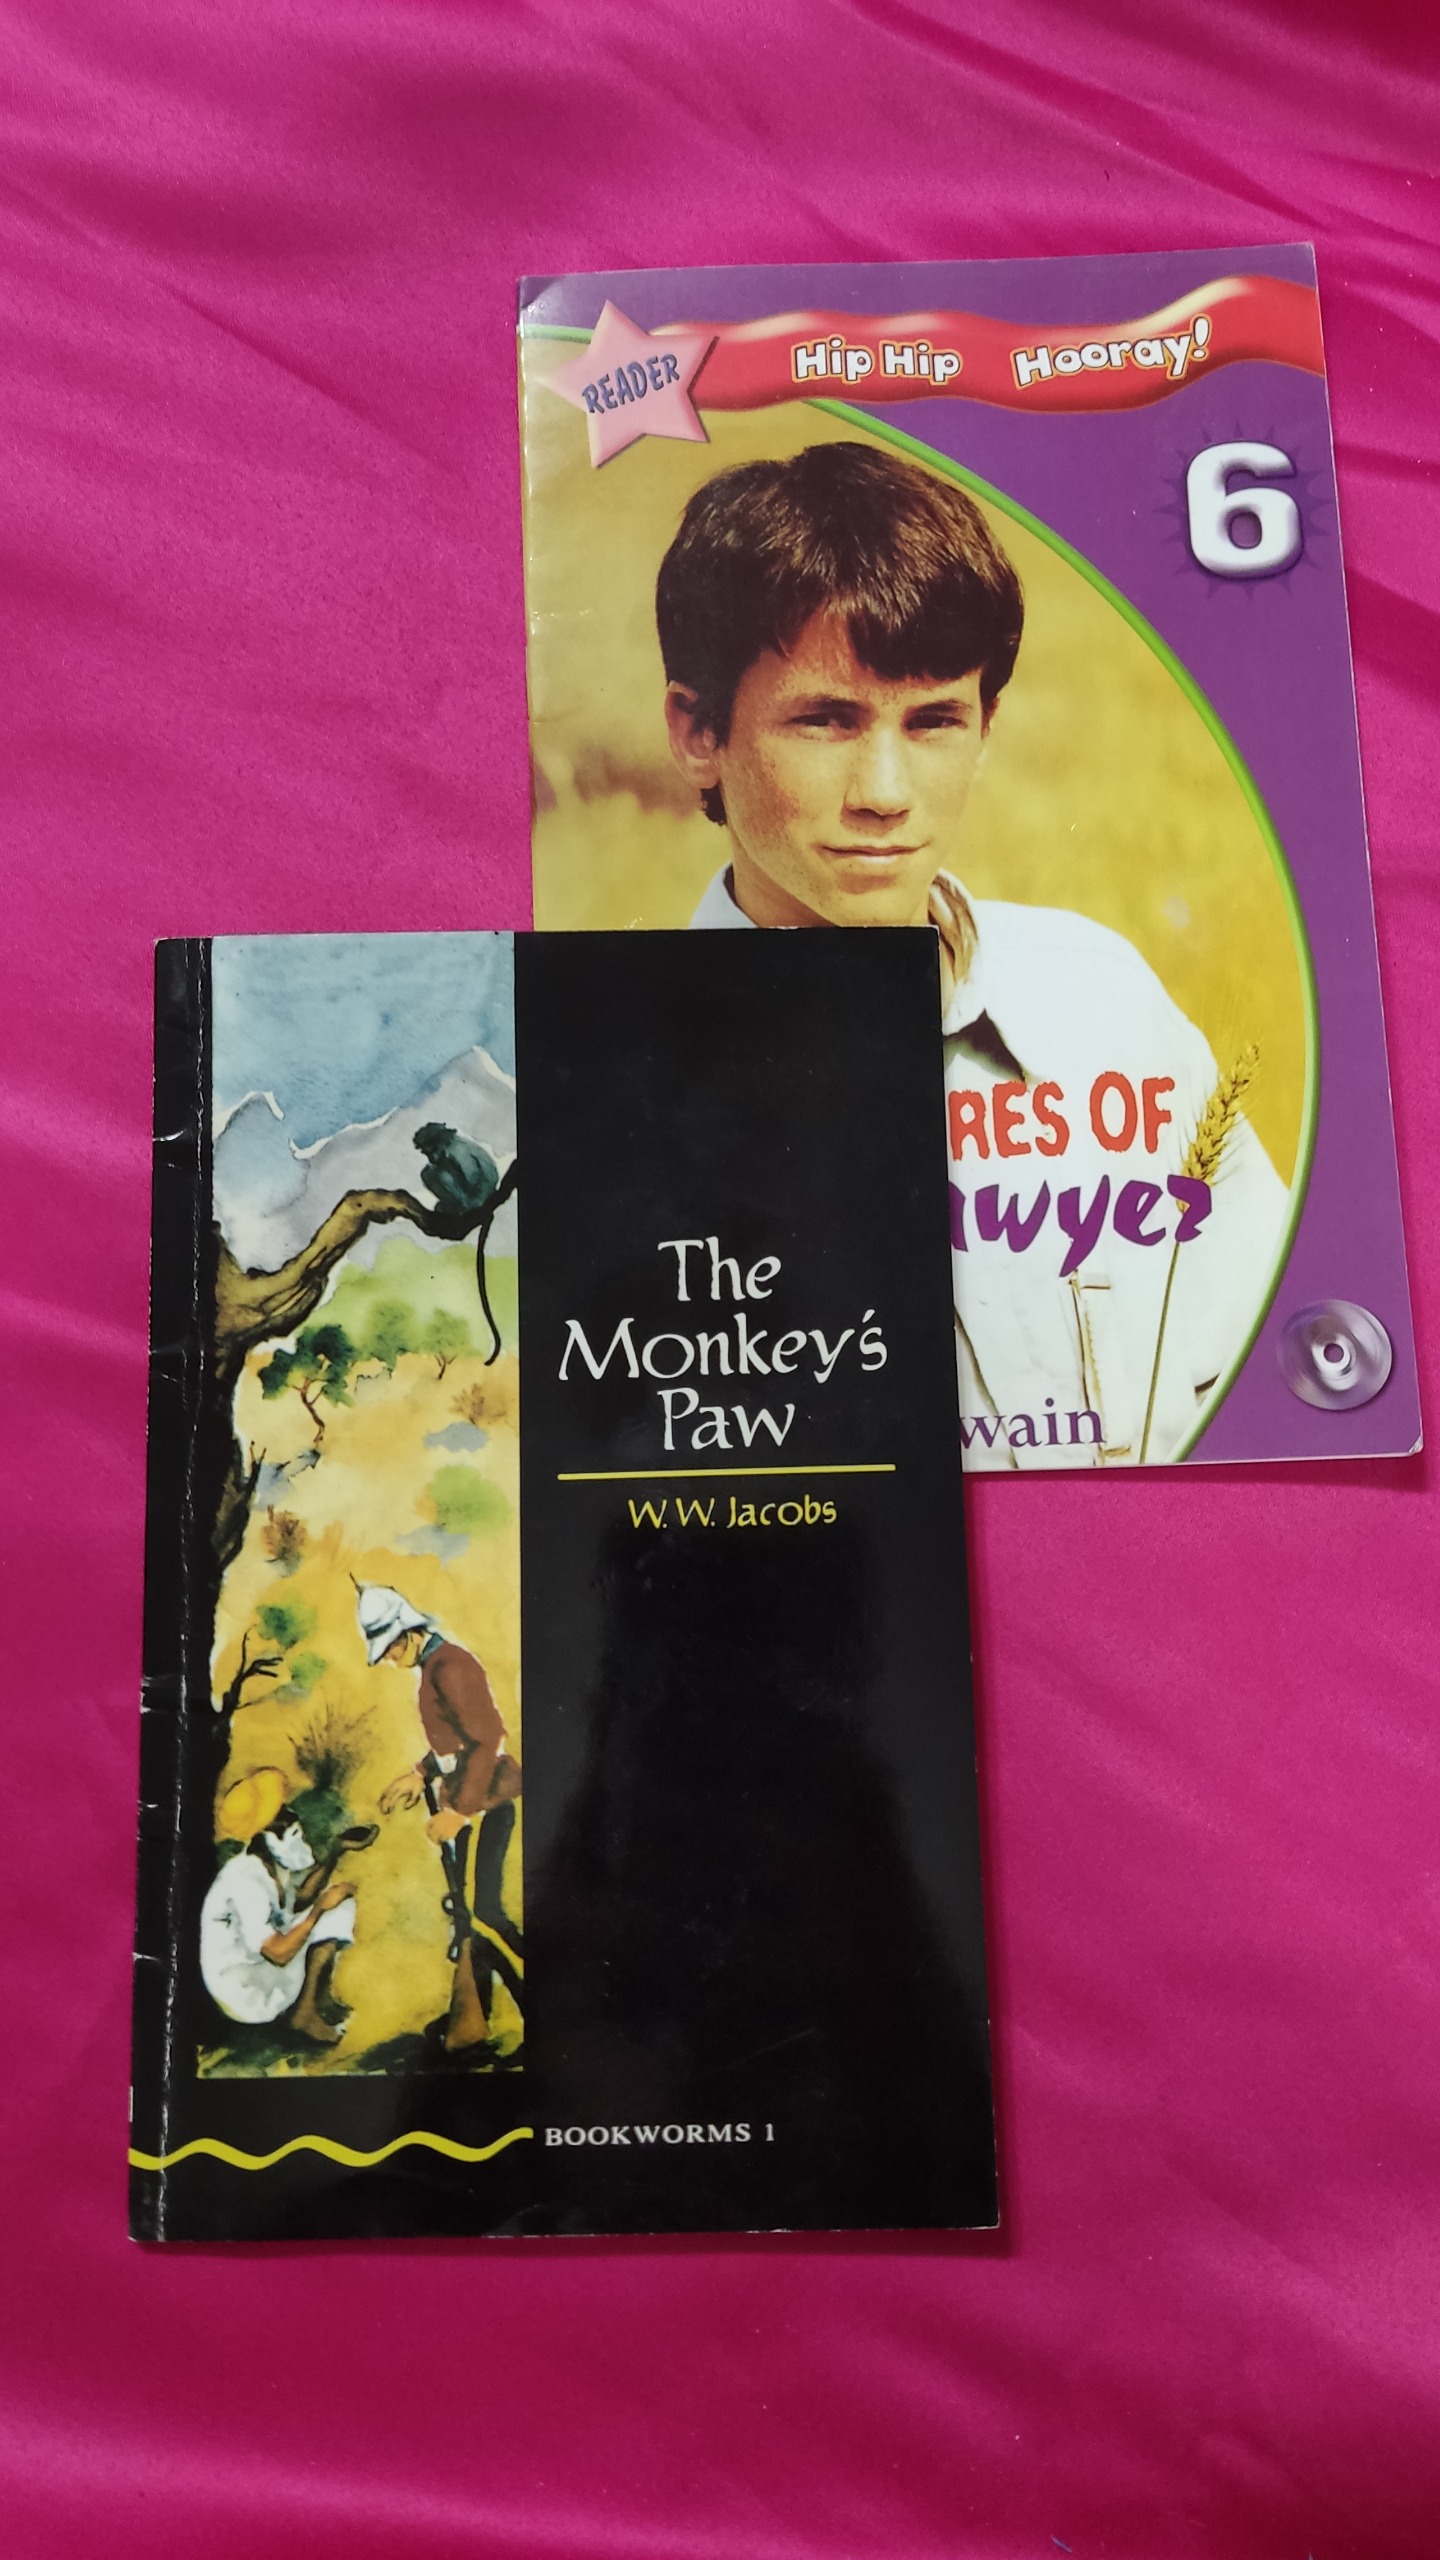 READER
Hip Hip Hooray!
6
RES OF
awyer
wain
The
Monkey's
Paw
W. W. Jacobs
BOOKWORMS 1